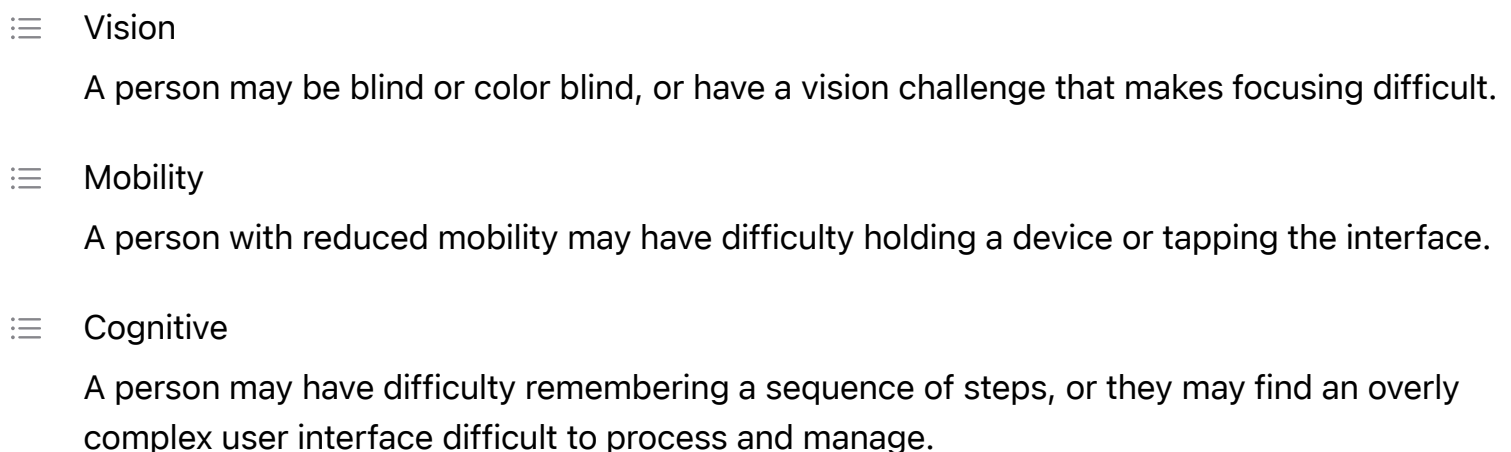 Vision
A person may be blind or color blind, or have a vision challenge that makes focusing difficult.
Mobility
A person with reduced mobility may have difficulty holding a device or tapping the interface.
Cognitive
A person may have difficulty remembering a sequence of steps, or they may find an overly
complex user interface difficult to process and manage.